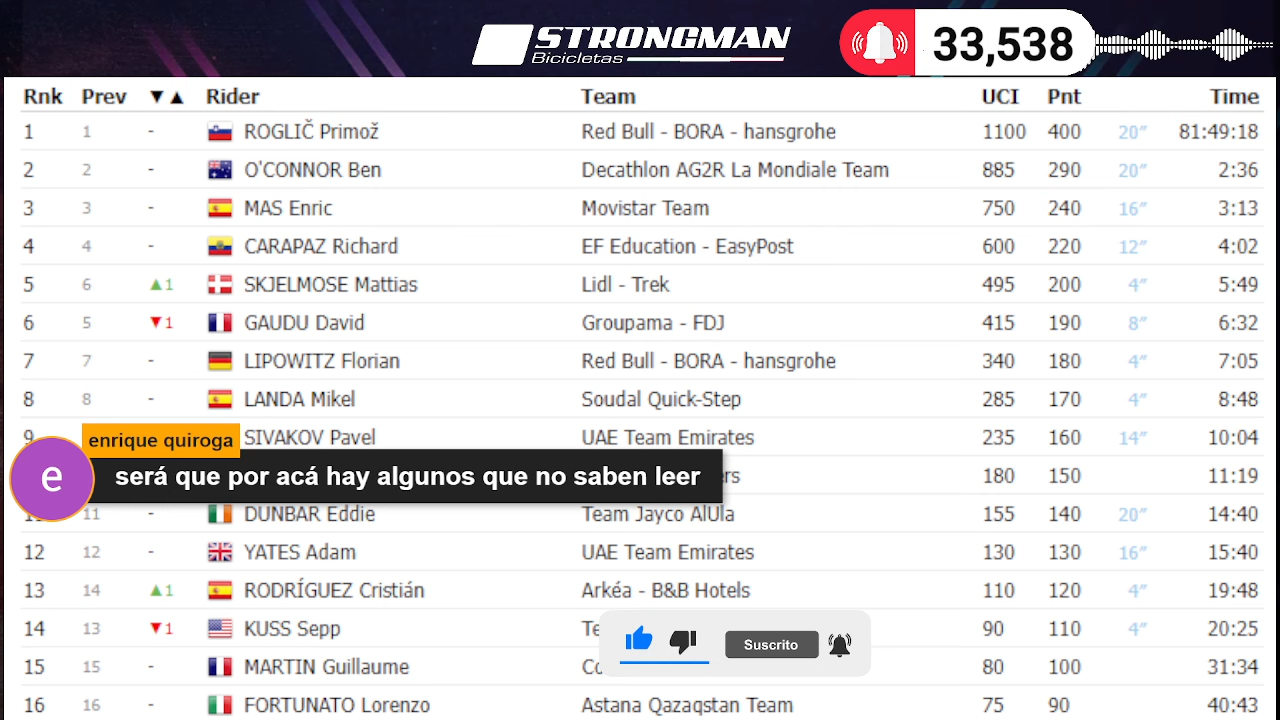 STRONGMAN
Bicicletas
33,538
Rnk Prev ▼▲ Rider Team UCI Pnt Time
1 1 - ROGLIČ Primož Red Bull - BORA - hansgrohe 1100 400 20″ 81:49:18
2 2 - O'CONNOR Ben Decathlon AG2R La Mondiale Team 885 290 20″ 2:36
3 3 - MAS Enric Movistar Team 750 240 16″ 3:13
4 4 - CARAPAZ Richard EF Education - EasyPost 600 220 12″ 4:02
5 6 ▲1 SKJELMOSE Mattias Lidl - Trek 495 200 4″ 5:49
6 5 ▼1 GAUDU David Groupama - FDJ 415 190 8″ 6:32
7 7 - LIPOWITZ Florian Red Bull - BORA - hansgrohe 340 180 4″ 7:05
8 8 - LANDA Mikel Soudal Quick-Step 285 170 4″ 8:48
9 SIVAKOV Pavel UAE Team Emirates 235 160 14″ 10:04
enrique quiroga
e
será que por acá hay algunos que no saben leer
180 150 11:19
11 - DUNBAR Eddie Team Jayco AlUla 155 140 20″ 14:40
12 12 - YATES Adam UAE Team Emirates 130 130 16″ 15:40
13 14 ▲1 RODRÍGUEZ Cristián Arkéa - B&B Hotels 110 120 4″ 19:48
14 13 ▼1 KUSS Sepp 90 110 4″ 20:25
Suscrito
15 15 - MARTIN Guillaume 80 100 31:34
16 16 - FORTUNATO Lorenzo Astana Qazaqstan Team 75 90 40:43